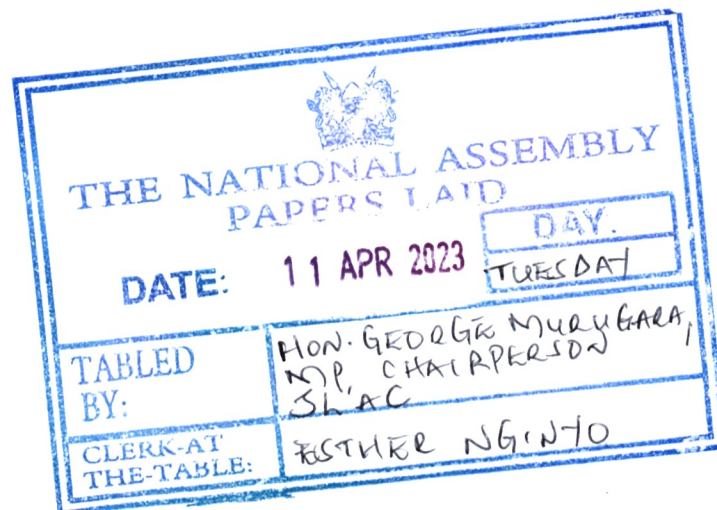 THE NATIONAL ASSEMBLY
PAPERS LAID
DATE: 11 APR 2023
DAY.
TUESDAY
TABLED
BY:
HON. GEORGE MURUGARA,
MP, CHAIRPERSON
JLAC
CLERK-AT
THE-TABLE:
ESTHER NGINYO